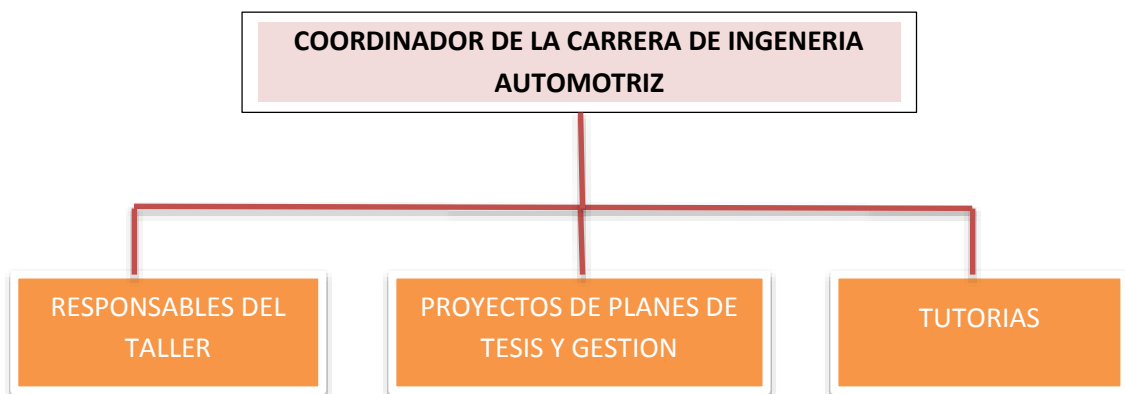 COORDINADOR DE LA CARRERA DE INGENERIA
AUTOMOTRIZ
RESPONSABLES DEL
TALLER
PROYECTOS DE PLANES DE
TESIS Y GESTION
TUTORIAS